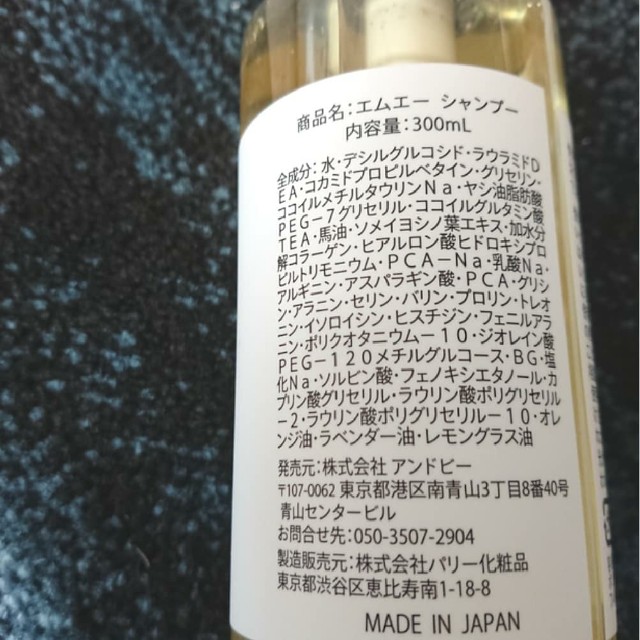 商品名：エムエー シャンプー
内容量：300mL
全成分：水・デシルグルコシド・ラウラミドD
EA・コカミドプロピルベタイン・グリセリン・
ココイルメチルタウリンNa・ヤシ油脂肪酸
PEG－7グリセリル・ココイルグルタミン酸
TEA・馬油・ソメイヨシノ葉エキス・加水分
解コラーゲン・ヒアルロン酸ヒドロキシプロ
ピルトリモニウム・PCA－Na・乳酸Na・
アルギニン・アスパラギン酸・PCA・グリシ
ン・アラニン・セリン・バリン・プロリン・トレオ
ニン・イソロイシン・ヒスチジン・フェニルアラ
ニン・ポリクオタニウム－10・ジオレイン酸
PEG－120メチルグルコース・BG・塩
化Na・ソルビン酸・フェノキシエタノール・カ
プリン酸グリセリル・ラウリン酸ポリグリセリル
－2・ラウリン酸ポリグリセリル－10・オレ
ンジ油・ラベンダー油・レモングラス油
発売元：株式会社 アンドビー
〒107-0062 東京都港区南青山3丁目8番40号
青山センタービル
お問合せ先：050-3507-2904
製造販売元：株式会社バリー化粧品
東京都渋谷区恵比寿南1-18-8
MADE IN JAPAN